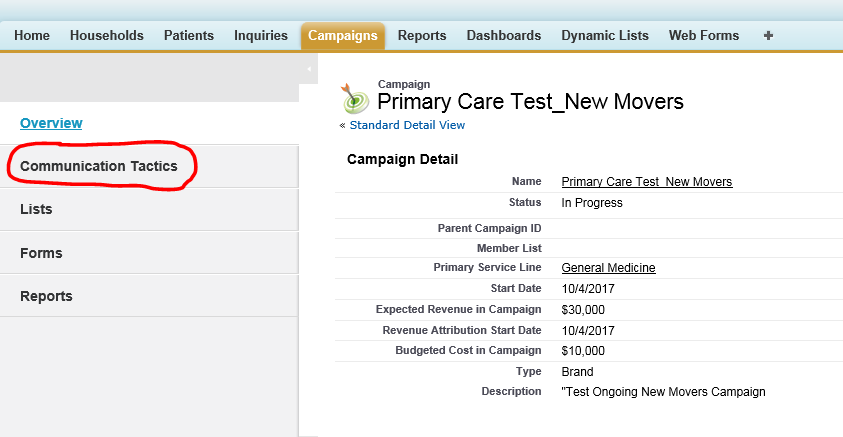 Home Households Patients Inquiries Campaigns Reports Dashboards Dynamic Lists Web Forms +
Overview
Communication Tactics
Lists
Forms
Reports
Campaign
Primary Care Test_New Movers
« Standard Detail View
Campaign Detail
Name Primary Care Test_New Movers
Status In Progress
Parent Campaign ID
Member List
Primary Service Line General Medicine
Start Date 10/4/2017
Expected Revenue in Campaign $30,000
Revenue Attribution Start Date 10/4/2017
Budgeted Cost in Campaign $10,000
Type Brand
Description "Test Ongoing New Movers Campaign